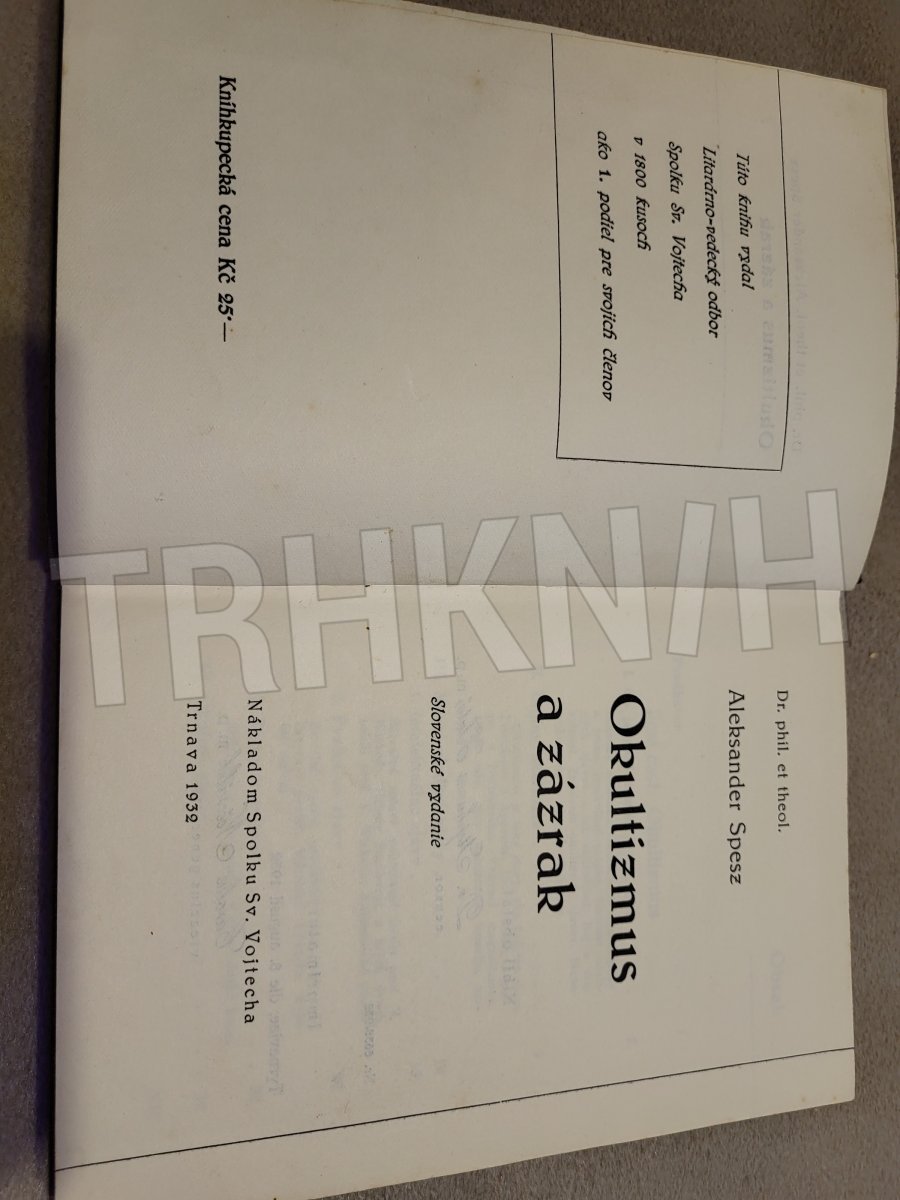 Túto knihu vydal
Literárno-vedecký odbor
Spolku Sv. Vojtecha
v 1800 kusoch
ako 1. podiel pre svojich členov
Kníhkupecká cena Kč 25·—
Dr. phil. et theol.
Aleksander Spesz
Okultizmus
a zázrak
Slovenské vydanie
Nákladom Spolku Sv. Vojtecha
Trnava 1932
TRHKNIH